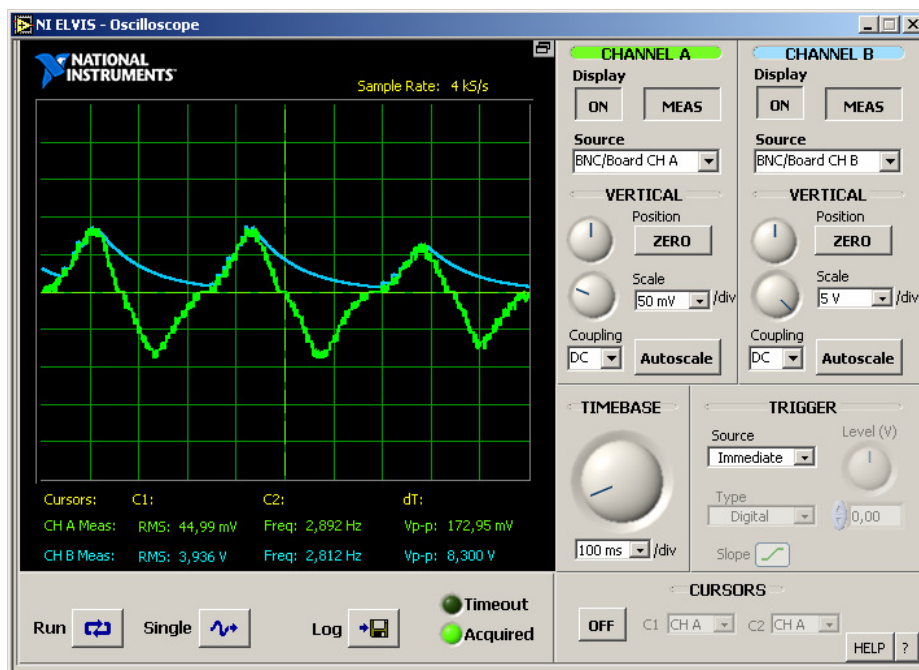 NI ELVIS - Oscilloscope
NATIONAL
INSTRUMENTS
Sample Rate: 4 kS/s
Cursors: C1: C2: dT:
CH A Meas: RMS: 44,99 mV Freq: 2,892 Hz Vp-p: 172,95 mV
CH B Meas: RMS: 3,936 V Freq: 2,812 Hz Vp-p: 8,300 V
Run Single Log Timeout
Acquired
CHANNEL A
Display
ON MEAS
Source
BNC/Board CH A
VERTICAL
Position
ZERO
Scale
50 mV /div
Coupling
DC Autoscale
CHANNEL B
Display
ON MEAS
Source
BNC/Board CH B
VERTICAL
Position
ZERO
Scale
5 V /div
Coupling
DC Autoscale
TIMEBASE
100 ms /div
TRIGGER
Source Level (V)
Immediate
Type
Digital 0,00
Slope
CURSORS
OFF C1 CH A C2 CH A
HELP ?